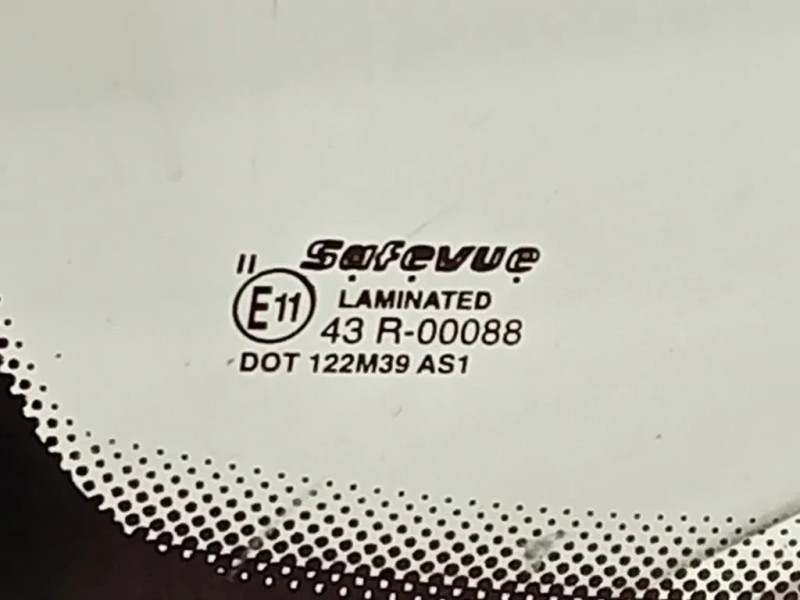 Safevue
II
E11
LAMINATED
43 R-00088
DOT 122M39 AS1